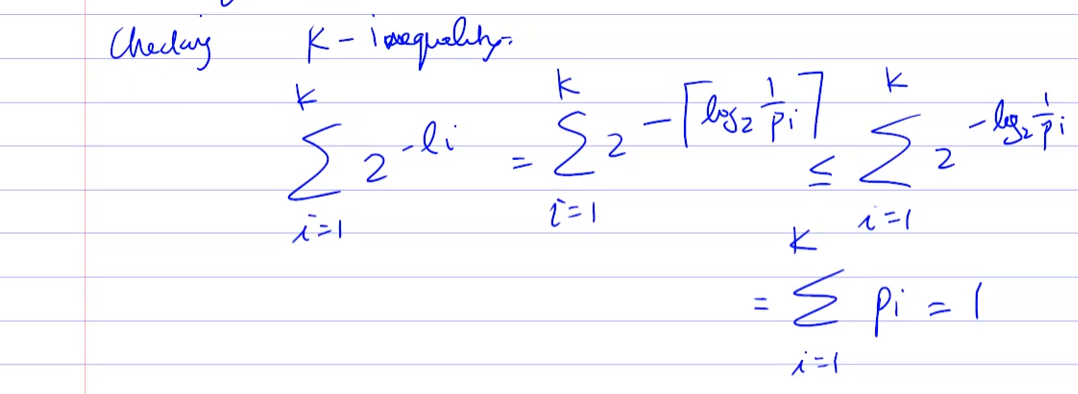 Checking K - inequality
$\sum_{i=1}^{K} 2^{-l_i} = \sum_{i=1}^{K} 2^{-\lceil \log_2 \frac{1}{p_i} \rceil} \leq \sum_{i=1}^{K} 2^{-\log_2 \frac{1}{p_i}}$
$= \sum_{i=1}^{K} p_i = 1$